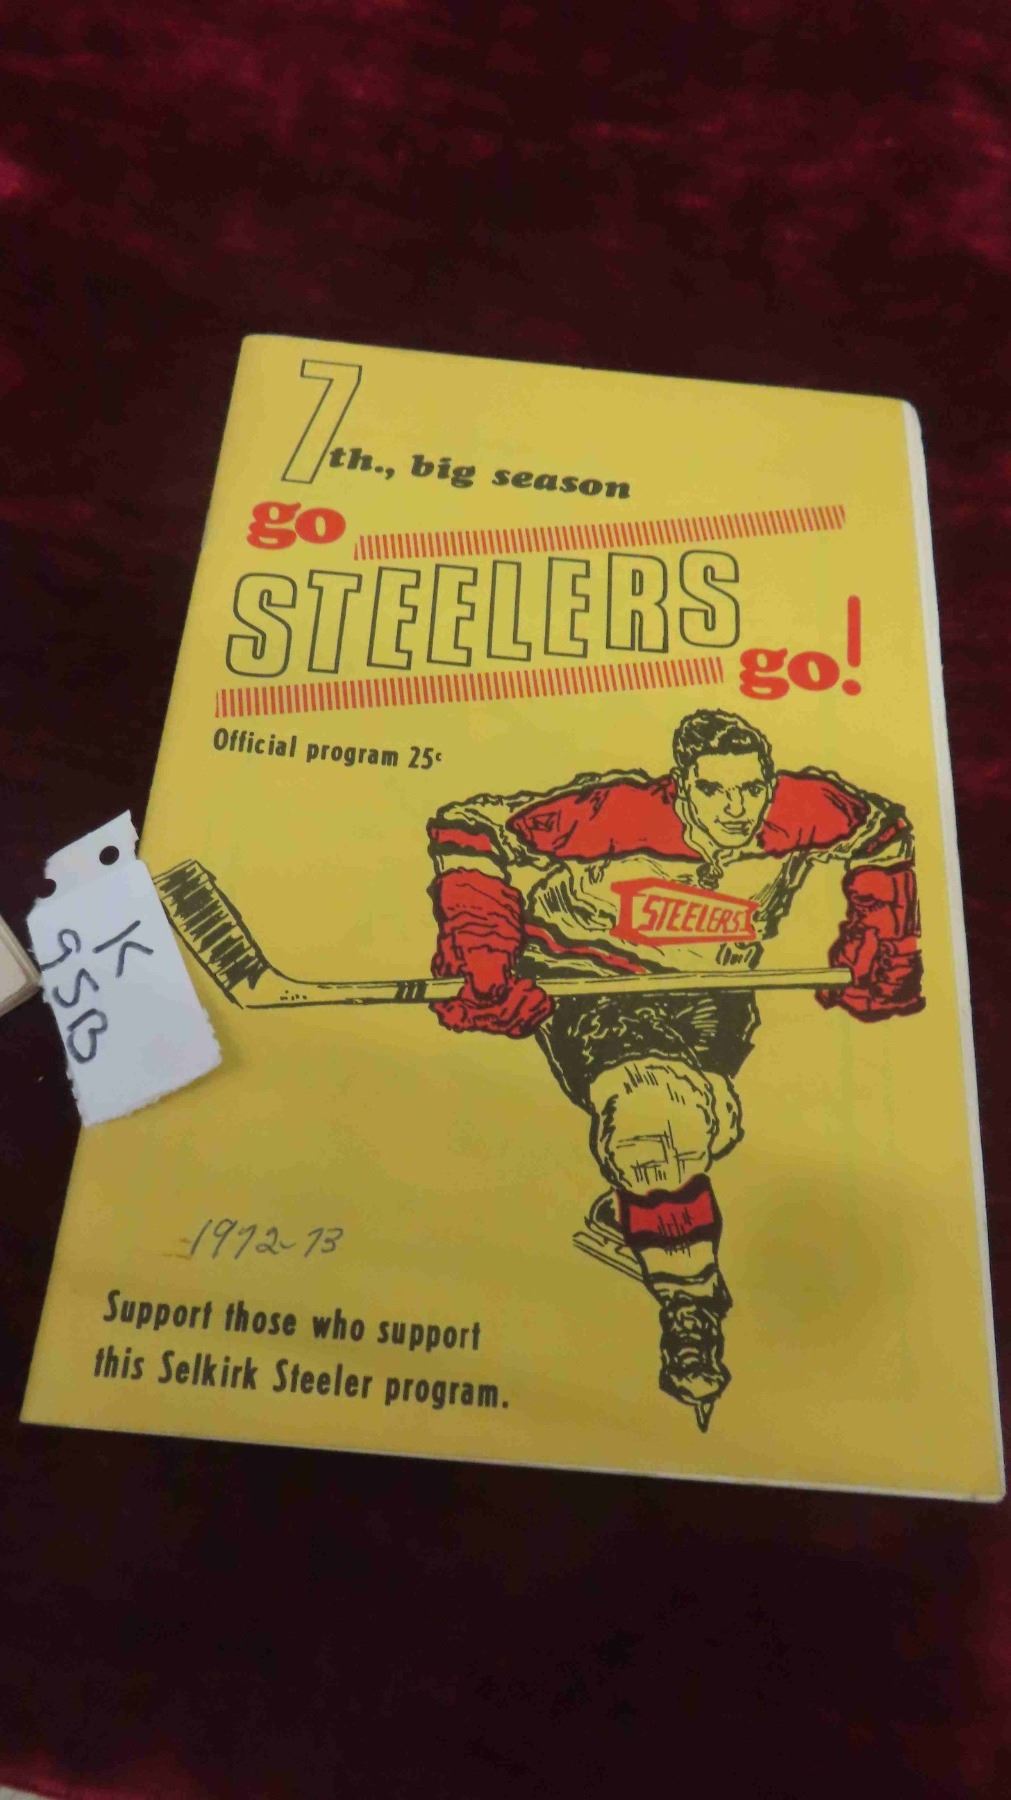 7th., big season
go
STEELERS
go!
Official program 25¢
STEELERS
K
95B
1972-73
Support those who support
this Selkirk Steeler program.